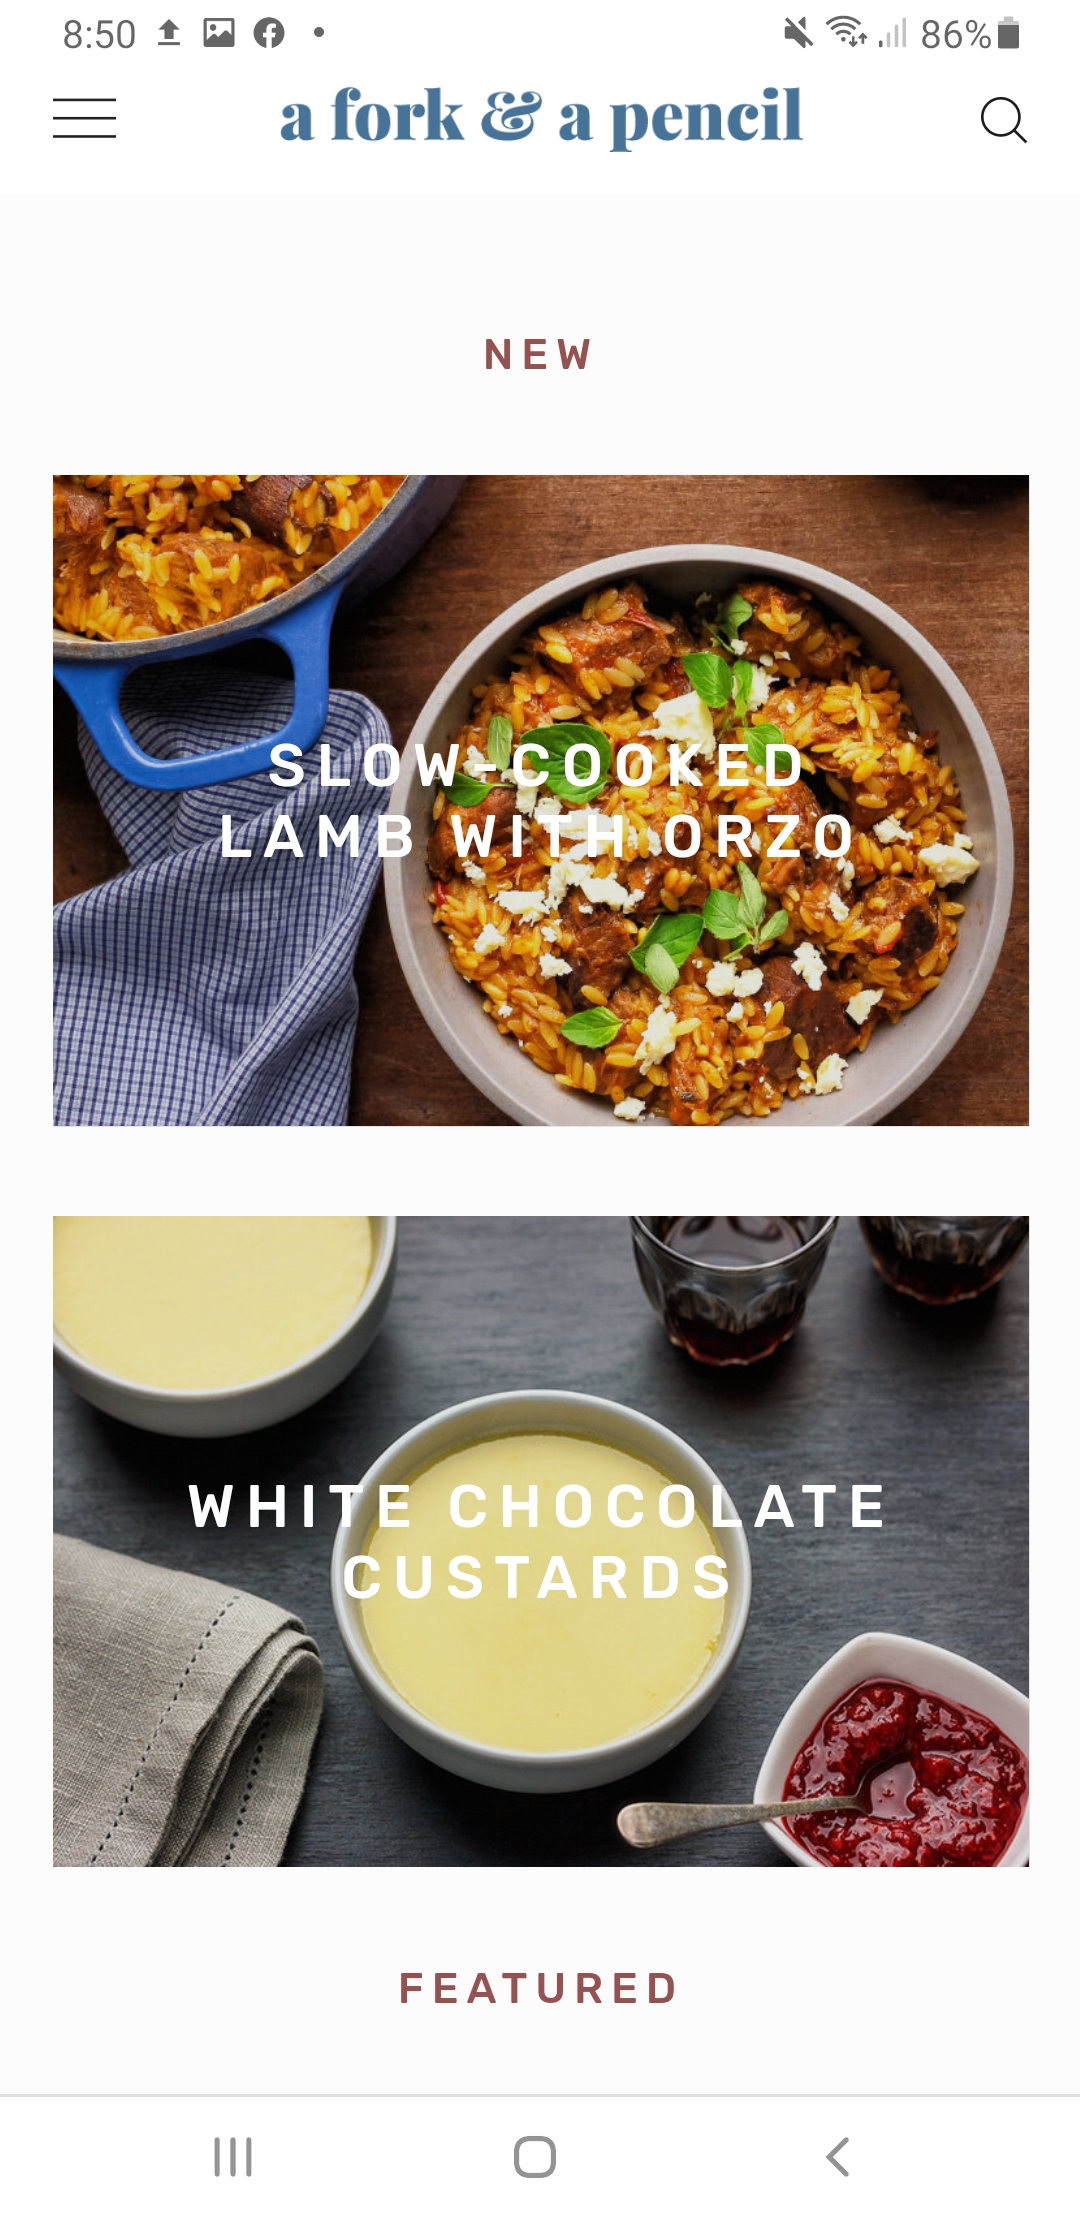 8:50
86%
a fork & a pencil
NEW
SLOW-COOKED
LAMB WITH ORZO
WHITE CHOCOLATE
CUSTARDS
FEATURED